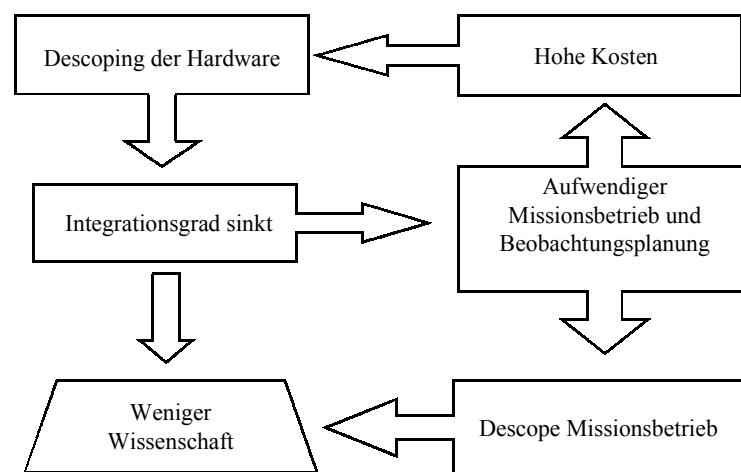 Descoping der Hardware
Hohe Kosten
Integrationsgrad sinkt
Aufwendiger
Missionsbetrieb und
Beobachtungsplanung
Weniger
Wissenschaft
Descope Missionsbetrieb